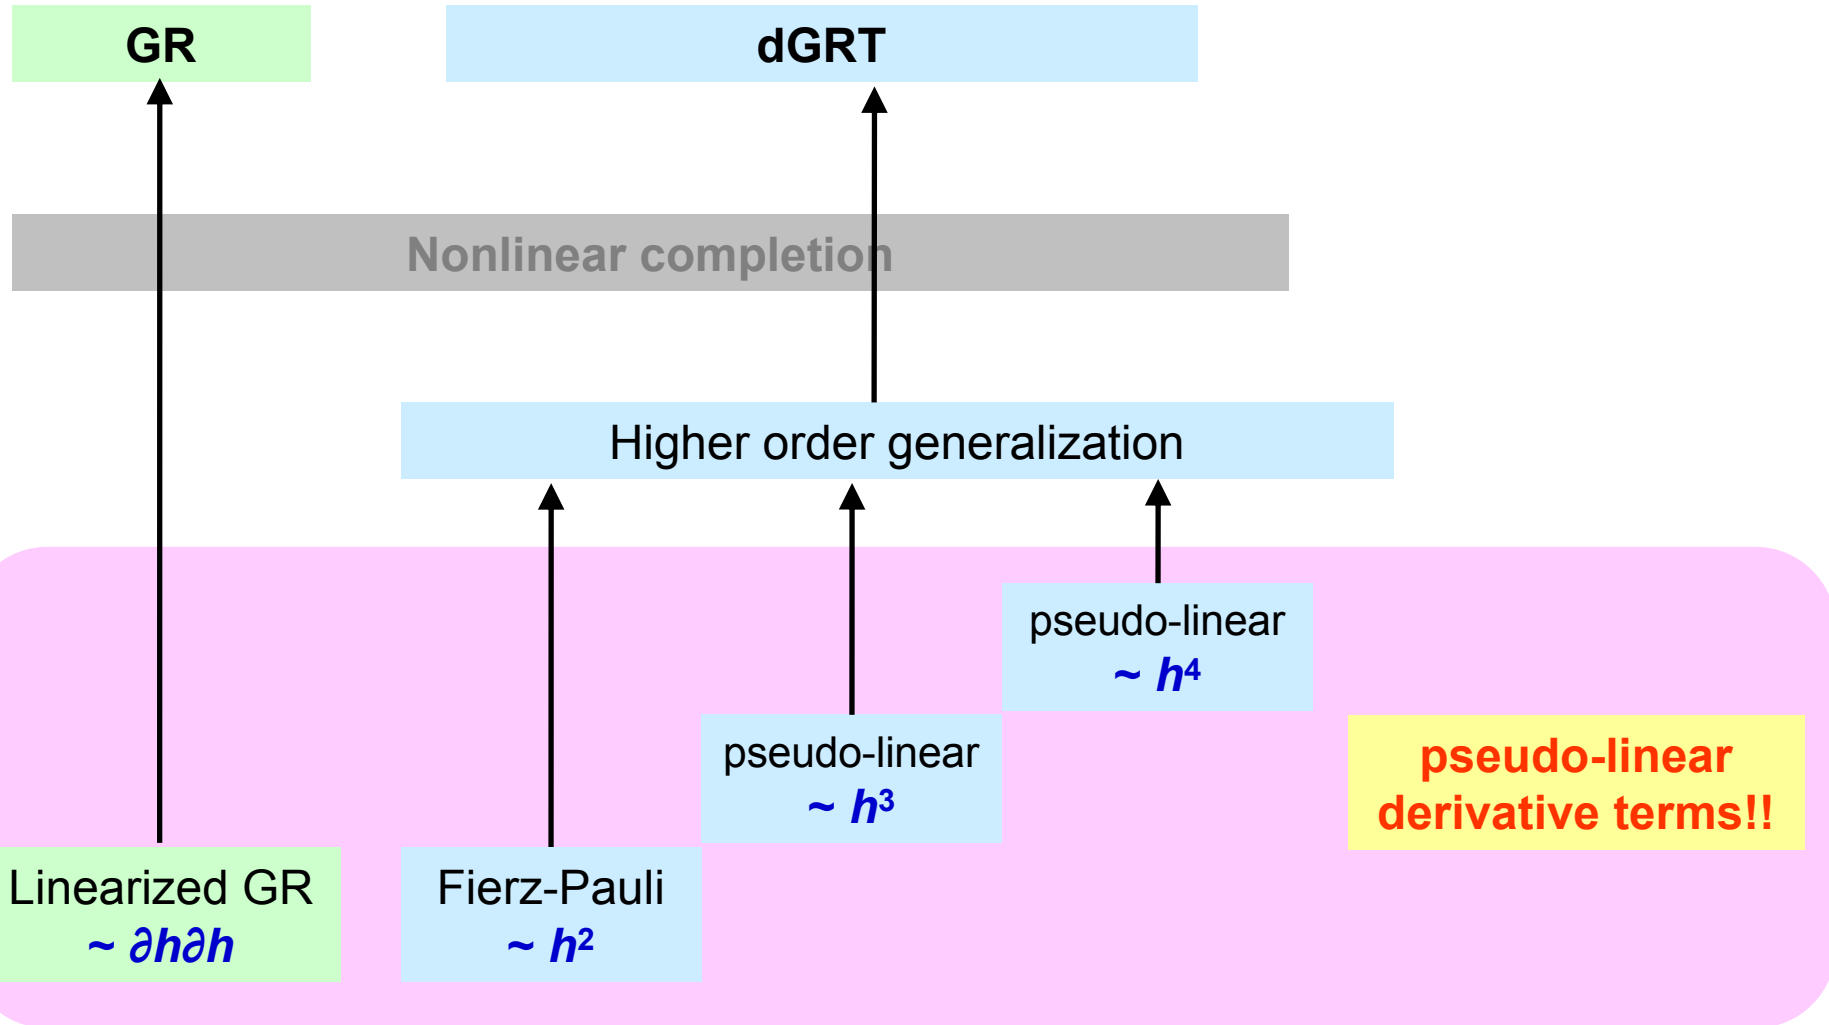 GR
dGRT
Nonlinear completion
Higher order generalization
pseudo-linear
~ h⁴
pseudo-linear
~ h³
pseudo-linear
derivative terms!!
Linearized GR
~ ∂h∂h
Fierz-Pauli
~ h²